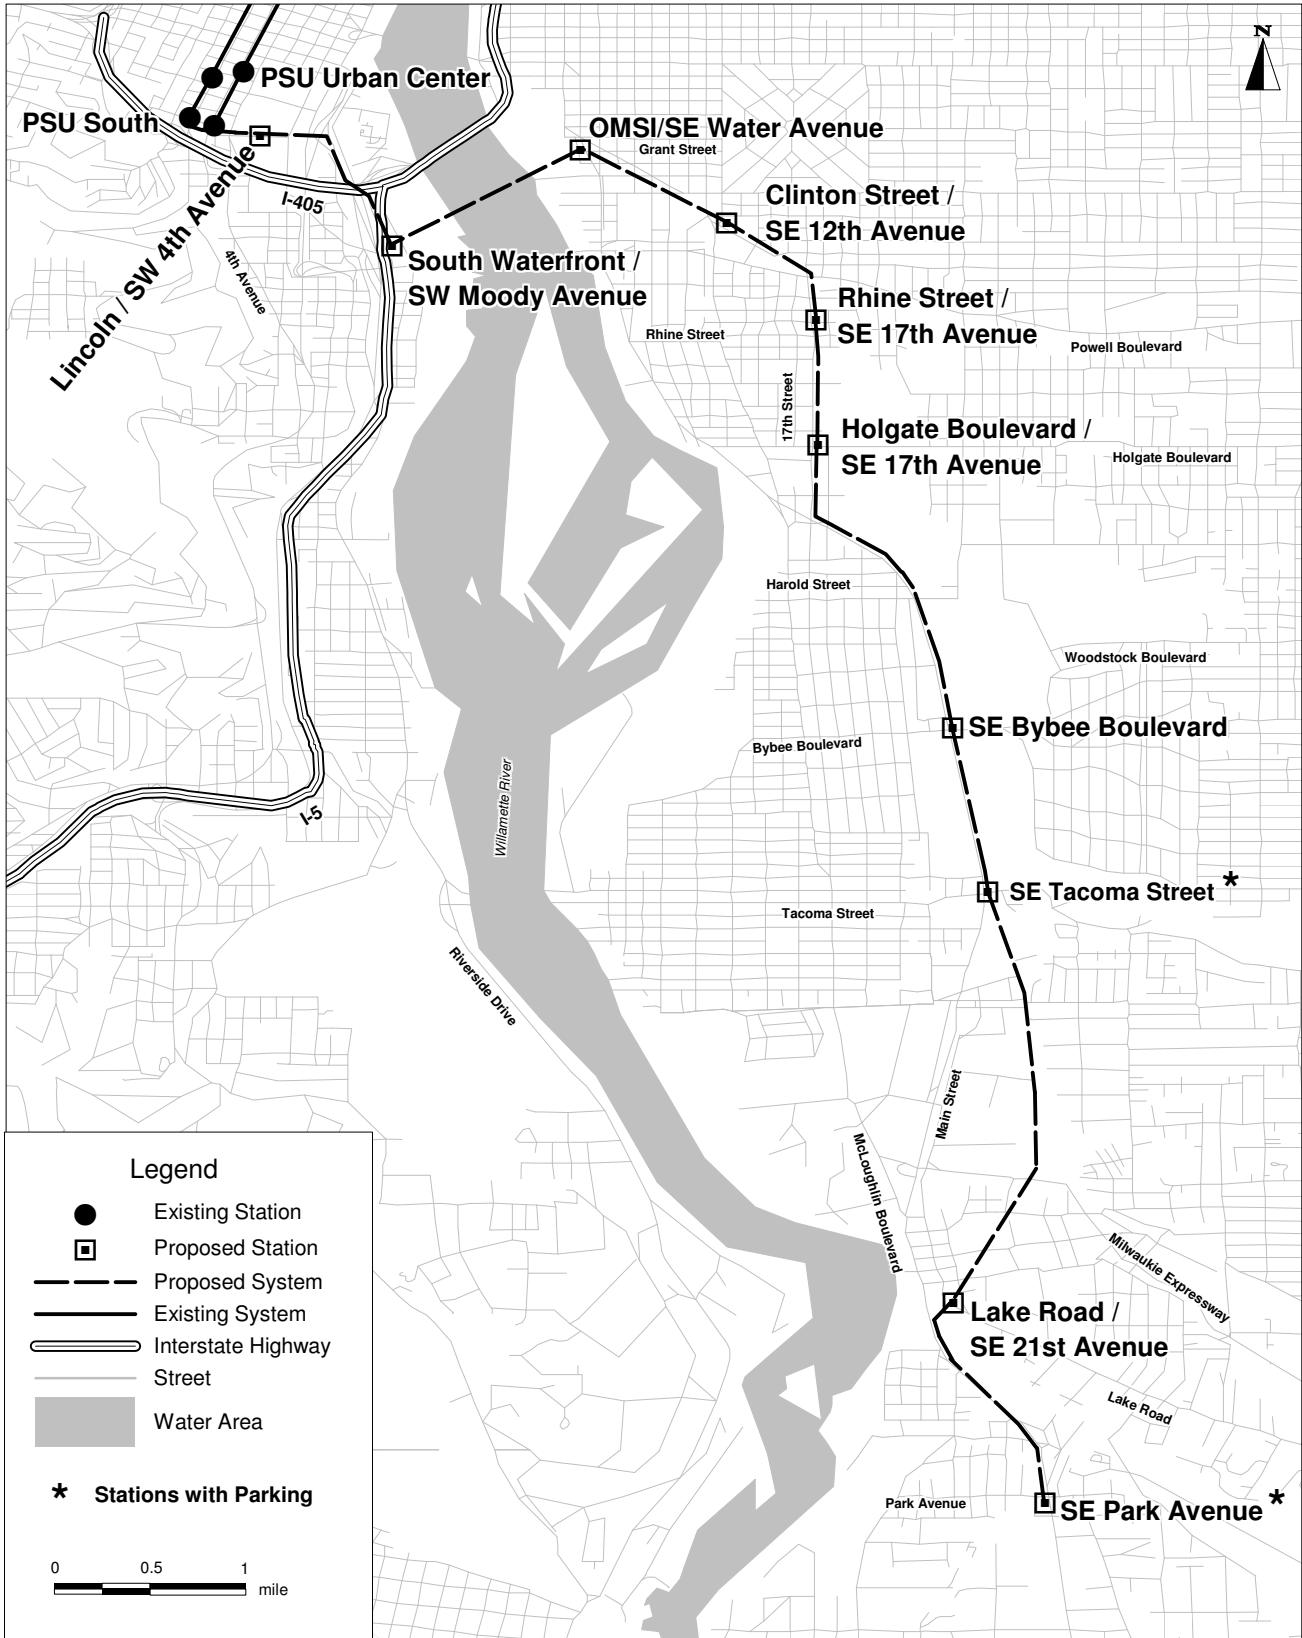 N
PSU Urban Center
PSU South
OMSI/SE Water Avenue
Grant Street
Lincoln / SW 4th Avenue
I-405
Clinton Street /
SE 12th Avenue
4th Avenue
South Waterfront /
SW Moody Avenue
Rhine Street /
SE 17th Avenue
Rhine Street
Powell Boulevard
17th Street
Holgate Boulevard /
SE 17th Avenue
Holgate Boulevard
Harold Street
Woodstock Boulevard
SE Bybee Boulevard
Bybee Boulevard
Willamette River
I-5
SE Tacoma Street *
Tacoma Street
Riverside Drive
Main Street
McLoughlin Boulevard
Milwaukie Expressway
Lake Road /
SE 21st Avenue
Lake Road
Park Avenue
SE Park Avenue *
Legend
Existing Station
Proposed Station
Proposed System
Existing System
Interstate Highway
Street
Water Area
* Stations with Parking
0 0.5 1
mile